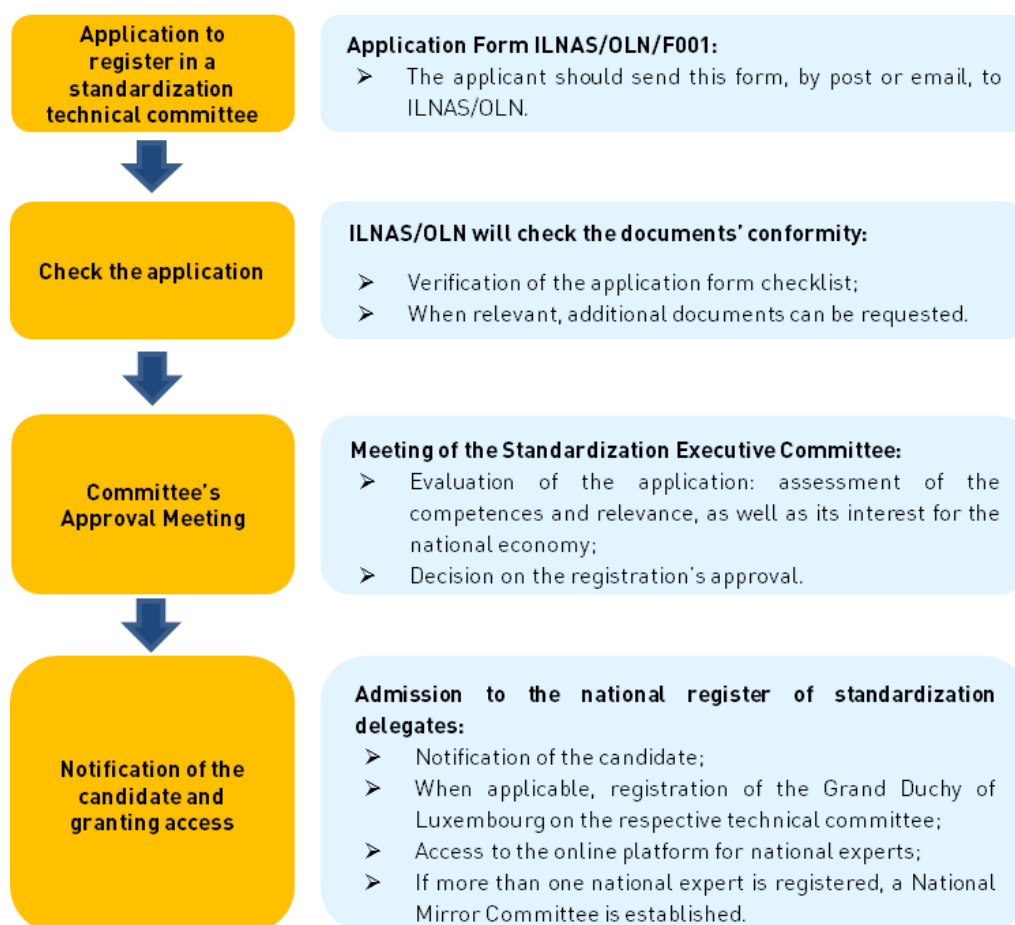 Application to
register in a
standardization
technical committee
Application Form ILNAS/OLN/F001:
➢ The applicant should send this form, by post or email, to
ILNAS/OLN.
Check the application
ILNAS/OLN will check the documents' conformity:
➢ Verification of the application form checklist;
➢ When relevant, additional documents can be requested.
Committee's
Approval Meeting
Meeting of the Standardization Executive Committee:
➢ Evaluation of the application: assessment of the
competences and relevance, as well as its interest for the
national economy;
➢ Decision on the registration's approval.
Notification of the
candidate and
granting access
Admission to the national register of standardization
delegates:
➢ Notification of the candidate;
➢ When applicable, registration of the Grand Duchy of
Luxembourg on the respective technical committee;
➢ Access to the online platform for national experts;
➢ If more than one national expert is registered, a National
Mirror Committee is established.